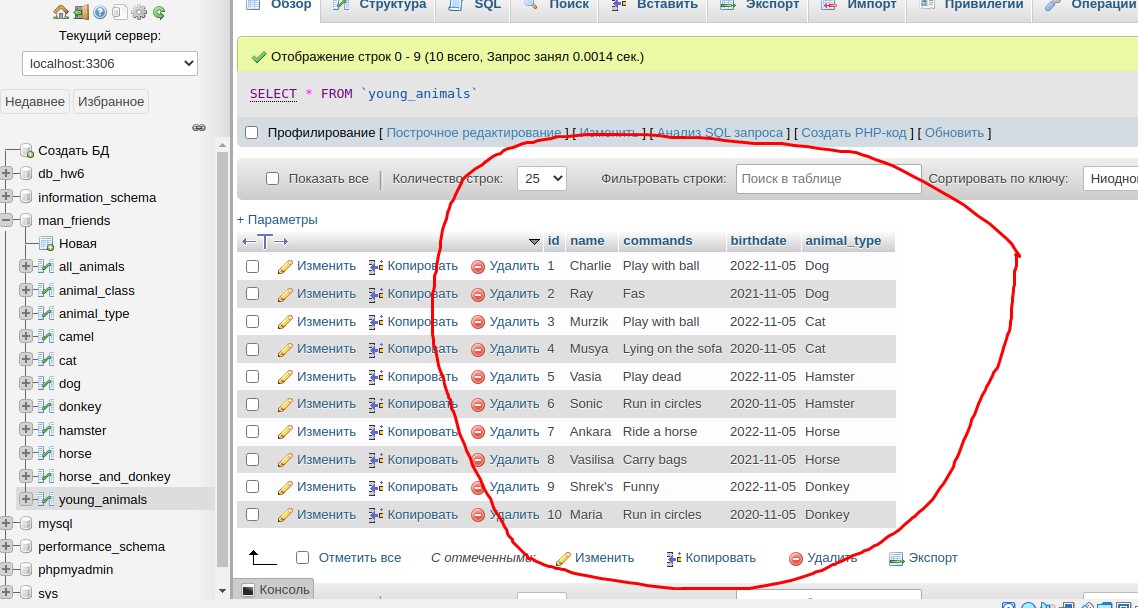 Обзор Структура SQL Поиск Вставить Экспорт Импорт Привилегии Операции
Текущий сервер:
localhost:3306
Недавнее Избранное
Создать БД
db_hw6
information_schema
man_friends
Новая
all_animals
animal_class
animal_type
camel
cat
dog
donkey
hamster
horse
horse_and_donkey
young_animals
mysql
performance_schema
phpmyadmin
sys
Отображение строк 0 - 9 (10 всего, Запрос занял 0.0014 сек.)
SELECT * FROM `young_animals`
Профилирование [ Построчное редактирование ] [ Изменить ] [ Анализ SQL запроса ] [ Создать PHP-код ] [ Обновить ]
Показать все | Количество строк: 25 Фильтровать строки: Поиск в таблице Сортировать по ключу: Ниодном
+ Параметры
id name commands birthdate animal_type
Изменить Копировать Удалить 1 Charlie Play with ball 2022-11-05 Dog
Изменить Копировать Удалить 2 Ray Fas 2021-11-05 Dog
Изменить Копировать Удалить 3 Murzik Play with ball 2022-11-05 Cat
Изменить Копировать Удалить 4 Musya Lying on the sofa 2020-11-05 Cat
Изменить Копировать Удалить 5 Vasia Play dead 2022-11-05 Hamster
Изменить Копировать Удалить 6 Sonic Run in circles 2020-11-05 Hamster
Изменить Копировать Удалить 7 Ankara Ride a horse 2022-11-05 Horse
Изменить Копировать Удалить 8 Vasilisa Carry bags 2021-11-05 Horse
Изменить Копировать Удалить 9 Shrek's Funny 2022-11-05 Donkey
Изменить Копировать Удалить 10 Maria Run in circles 2020-11-05 Donkey
Отметить все С отмеченными: Изменить Копировать Удалить Экспорт
Консоль